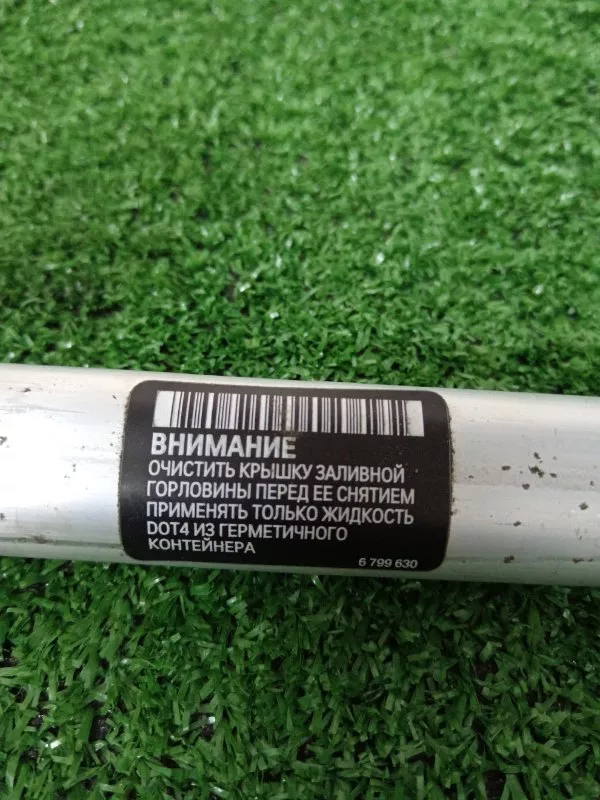 ВНИМАНИЕ
ОЧИСТИТЬ КРЫШКУ ЗАЛИВНОЙ
ГОРЛОВИНЫ ПЕРЕД ЕЕ СНЯТИЕМ
ПРИМЕНЯТЬ ТОЛЬКО ЖИДКОСТЬ
DOT4 ИЗ ГЕРМЕТИЧНОГО
КОНТЕЙНЕРА
6 799 630